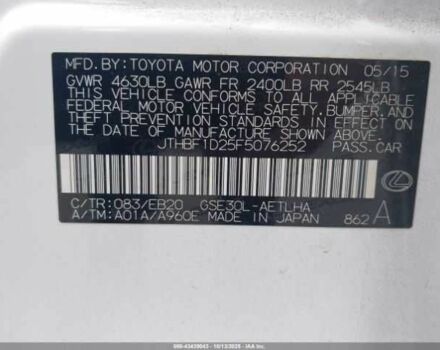 MFD.BY: TOYOTA MOTOR CORPORATION 05/15
GVWR 4630LB GAWR FR 2400LB RR 2545LB
THIS VEHICLE CONFORMS TO ALL APPLICABLE
FEDERAL MOTOR VEHICLE SAFETY, BUMPER, AND
THEFT PREVENTION STANDARDS IN EFFECT ON
THE DATE OF MANUFACTURE SHOWN ABOVE.
JTHBF1D25F5076252 PASS.CAR
C/TR: 083/EB20 GSE30L-AETLHA
A/TM: A01A/A960E MADE IN JAPAN 862 A